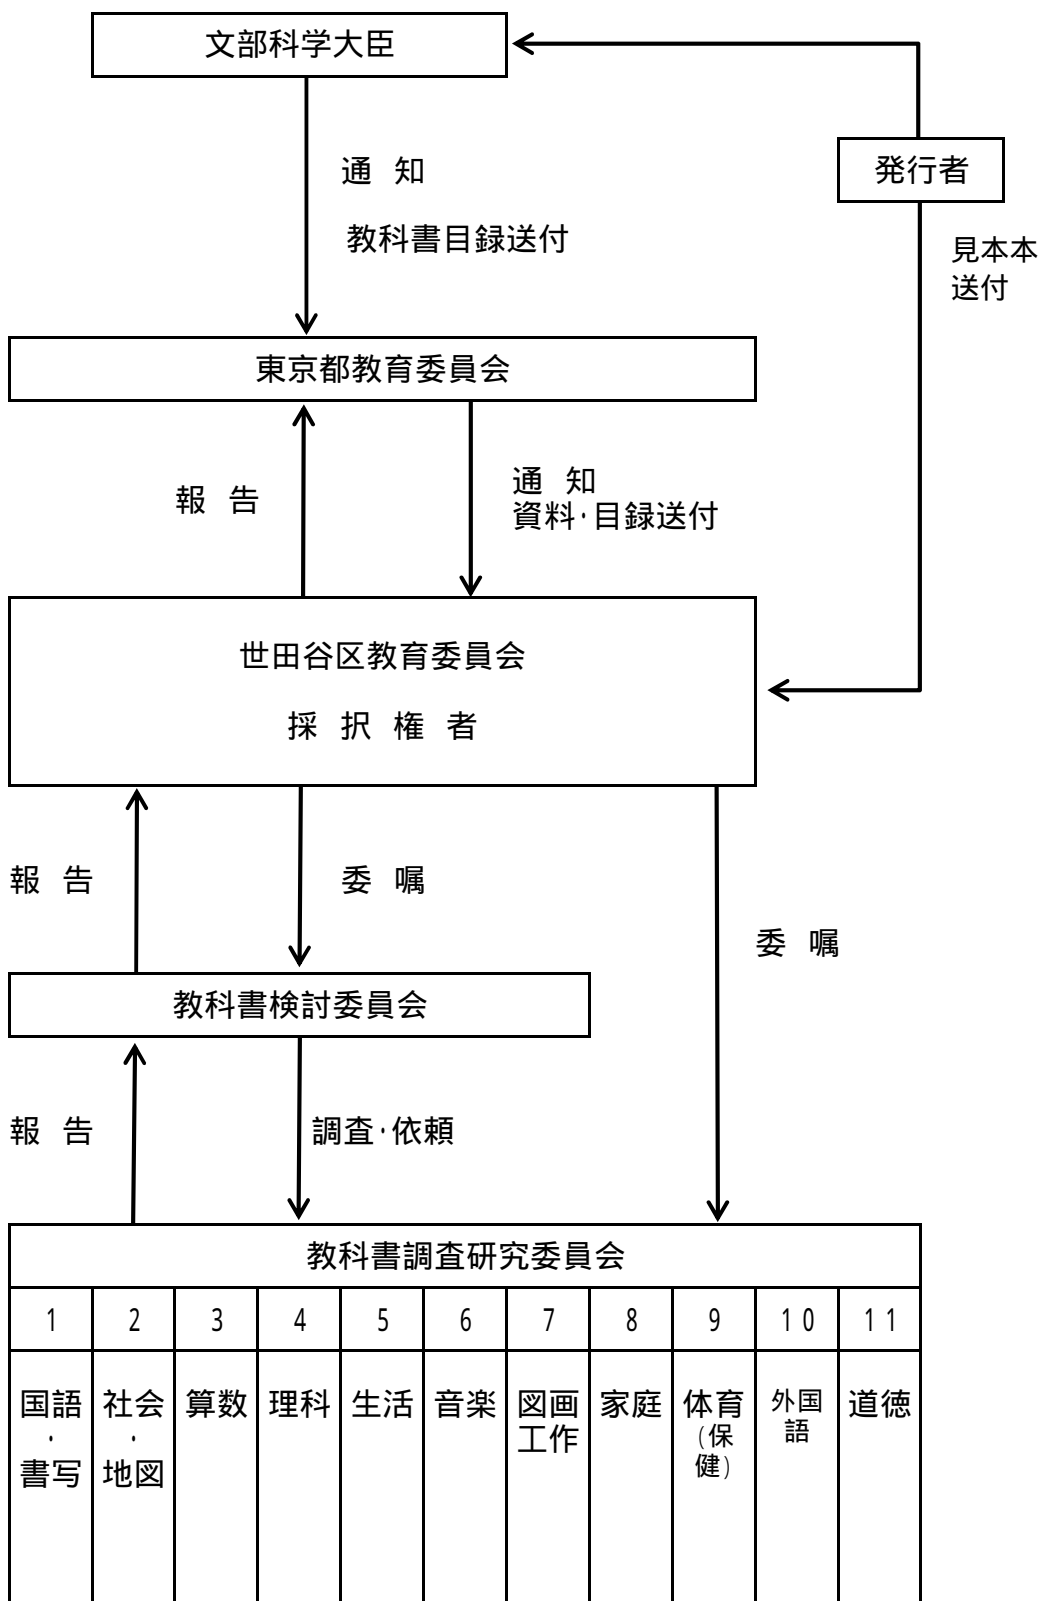 文部科学大臣
発行者
通 知
教科書目録送付
見本本
送付
東京都教育委員会
報 告
通 知
資料・目録送付
世田谷区教育委員会
採 択 権 者
報 告
委 嘱
委 嘱
教科書検討委員会
報 告
調査・依頼
教科書調査研究委員会
1 2 3 4 5 6 7 8 9 10 11
国語
・
書写
社会
・
地図
算数
理科
生活
音楽
図画
工作
家庭
体育
(保
健)
外国
語
道徳